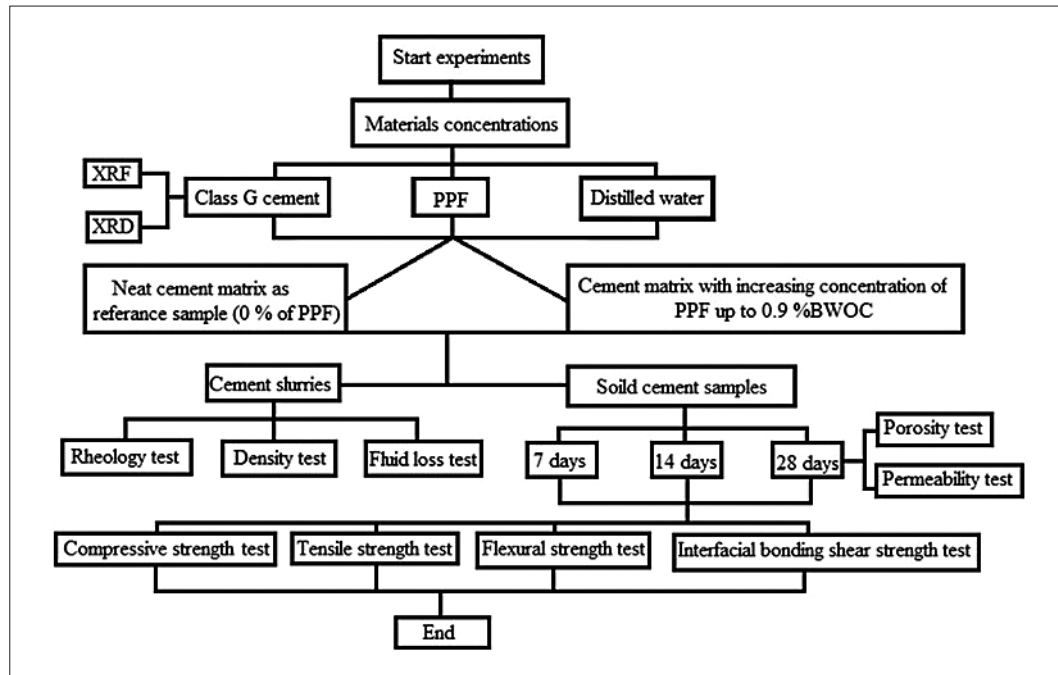 Start experiments
Materials concentrations
XRF
XRD
Class G cement
PPF
Distilled water
Neat cement matrix as
referance sample (0 % of PPF)
Cement matrix with increasing concentration of
PPF up to 0.9 %BWOC
Cement slurries
Soild cement samples
Rheology test
Density test
Fluid loss test
7 days
14 days
28 days
Porosity test
Permeability test
Compressive strength test
Tensile strength test
Flexural strength test
Interfacial bonding shear strength test
End